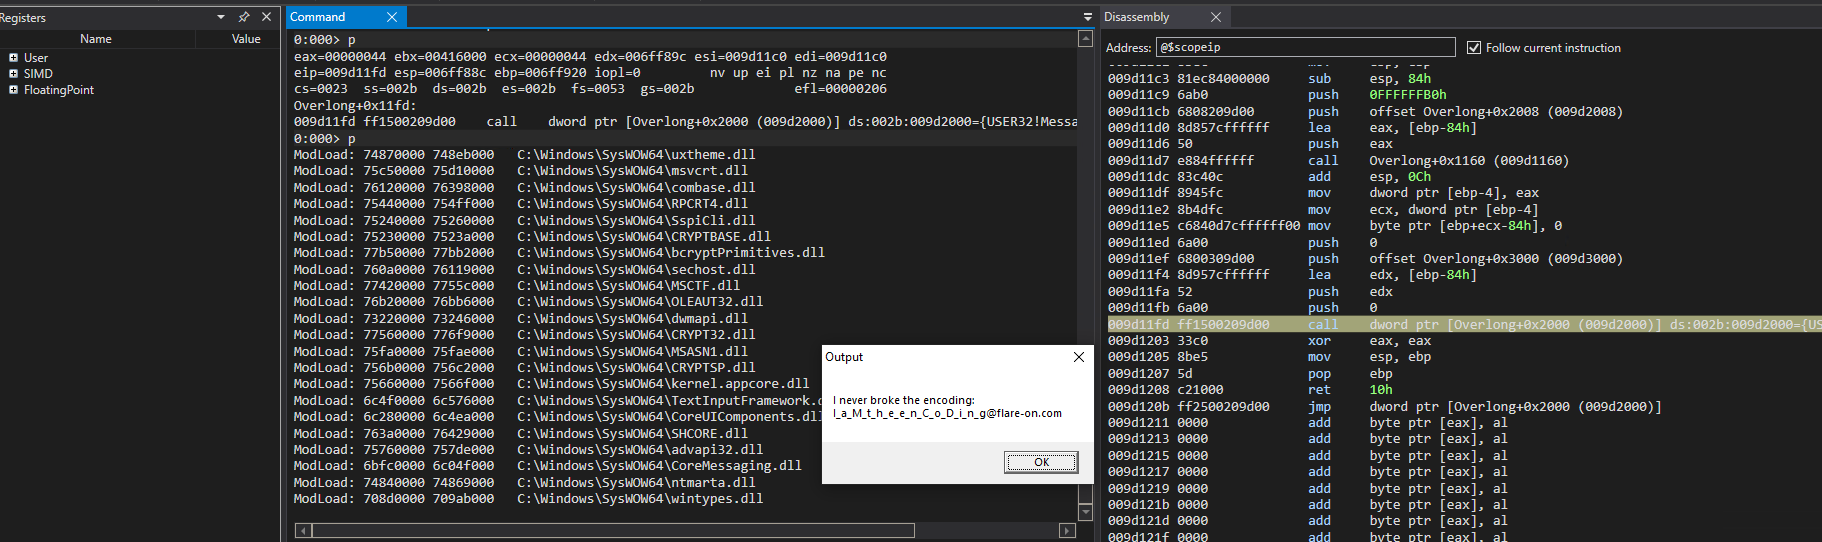 Registers
Name Value
User
SIMD
FloatingPoint
Command
0:000> p
eax=00000044 ebx=00416000 ecx=00000044 edx=006ff89c esi=009d11c0 edi=009d11c0
eip=009d11fd esp=006ff88c ebp=006ff920 iopl=0 nv up ei pl nz na pe nc
cs=0023 ss=002b ds=002b es=002b fs=0053 gs=002b efl=00000206
Overlong+0x11fd:
009d11fd ff1500209d00 call dword ptr [Overlong+0x2000 (009d2000)] ds:002b:009d2000={USER32!Messa
0:000> p
ModLoad: 74870000 748eb000 C:\Windows\SysWOW64\uxtheme.dll
ModLoad: 75c50000 75d10000 C:\Windows\SysWOW64\msvcrt.dll
ModLoad: 76120000 76398000 C:\Windows\SysWOW64\combase.dll
ModLoad: 75440000 754ff000 C:\Windows\SysWOW64\RPCRT4.dll
ModLoad: 75240000 75260000 C:\Windows\SysWOW64\SspiCli.dll
ModLoad: 75230000 7523a000 C:\Windows\SysWOW64\CRYPTBASE.dll
ModLoad: 77b50000 77bb2000 C:\Windows\SysWOW64\bcryptPrimitives.dll
ModLoad: 760a0000 76119000 C:\Windows\SysWOW64\sechost.dll
ModLoad: 77420000 7755c000 C:\Windows\SysWOW64\MSCTF.dll
ModLoad: 76b20000 76bb6000 C:\Windows\SysWOW64\OLEAUT32.dll
ModLoad: 73220000 73246000 C:\Windows\SysWOW64\dwmapi.dll
ModLoad: 77560000 776f9000 C:\Windows\SysWOW64\CRYPT32.dll
ModLoad: 75fa0000 75fae000 C:\Windows\SysWOW64\MSASN1.dll
ModLoad: 756b0000 756c2000 C:\Windows\SysWOW64\CRYPTSP.dll
ModLoad: 75660000 7566f000 C:\Windows\SysWOW64\kernel.appcore.dll
ModLoad: 6c4f0000 6c576000 C:\Windows\SysWOW64\TextInputFramework.d
ModLoad: 6c280000 6c4ea000 C:\Windows\SysWOW64\CoreUIComponents.dll
ModLoad: 763a0000 76429000 C:\Windows\SysWOW64\SHCORE.dll
ModLoad: 75760000 757de000 C:\Windows\SysWOW64\advapi32.dll
ModLoad: 6bfc0000 6c04f000 C:\Windows\SysWOW64\CoreMessaging.dll
ModLoad: 74840000 74869000 C:\Windows\SysWOW64\ntmarta.dll
ModLoad: 708d0000 709ab000 C:\Windows\SysWOW64\wintypes.dll
Output
I never broke the encoding:
I_a_M_t_h_e_e_n_C_o_D_i_n_g@flare-on.com
OK
Disassembly
Address: @$scopeip Follow current instruction
009d11c3 81ec84000000 sub esp, 84h
009d11c9 6ab0 push 0FFFFFFB0h
009d11cb 6808209d00 push offset Overlong+0x2008 (009d2008)
009d11d0 8d857cffffff lea eax, [ebp-84h]
009d11d6 50 push eax
009d11d7 e884ffffff call Overlong+0x1160 (009d1160)
009d11dc 83c40c add esp, 0Ch
009d11df 8945fc mov dword ptr [ebp-4], eax
009d11e2 8b4dfc mov ecx, dword ptr [ebp-4]
009d11e5 c6840d7cffffff00 mov byte ptr [ebp+ecx-84h], 0
009d11ed 6a00 push 0
009d11ef 6800309d00 push offset Overlong+0x3000 (009d3000)
009d11f4 8d957cffffff lea edx, [ebp-84h]
009d11fa 52 push edx
009d11fb 6a00 push 0
009d11fd ff1500209d00 call dword ptr [Overlong+0x2000 (009d2000)] ds:002b:009d2000={US
009d1203 33c0 xor eax, eax
009d1205 8be5 mov esp, ebp
009d1207 5d pop ebp
009d1208 c21000 ret 10h
009d120b ff2500209d00 jmp dword ptr [Overlong+0x2000 (009d2000)]
009d1211 0000 add byte ptr [eax], al
009d1213 0000 add byte ptr [eax], al
009d1215 0000 add byte ptr [eax], al
009d1217 0000 add byte ptr [eax], al
009d1219 0000 add byte ptr [eax], al
009d121b 0000 add byte ptr [eax], al
009d121d 0000 add byte ptr [eax], al
009d121f 0000 add byte ptr [eax], al